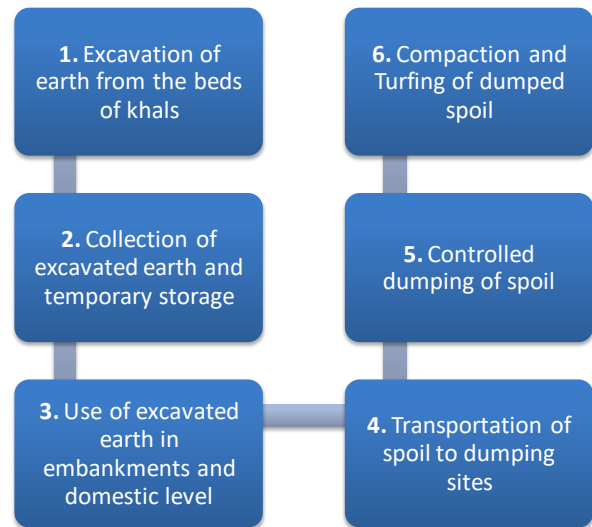 1. Excavation of
earth from the beds
of khals
2. Collection of
excavated earth and
temporary storage
3. Use of excavated
earth in
embankments and
domestic level
4. Transportation of
spoil to dumping
sites
5. Controlled
dumping of spoil
6. Compaction and
Turfing of dumped
spoil